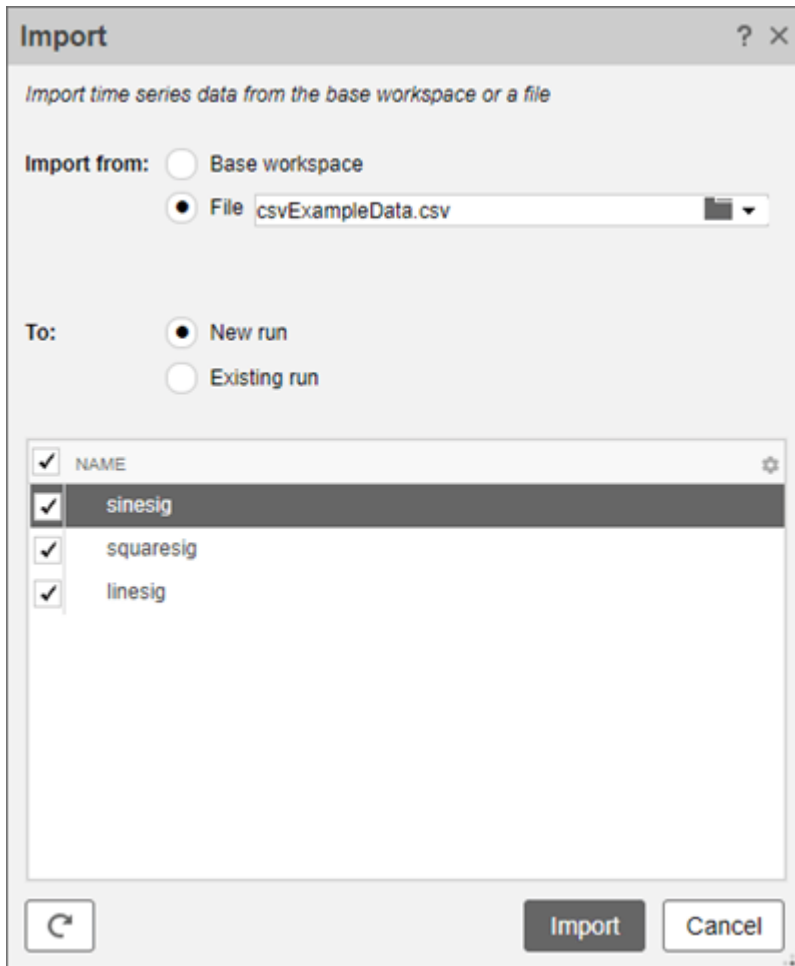 Import ? ×
Import time series data from the base workspace or a file
Import from: Base workspace
File csvExampleData.csv
To: New run
Existing run
NAME
sinesig
squaresig
linesig
Import Cancel